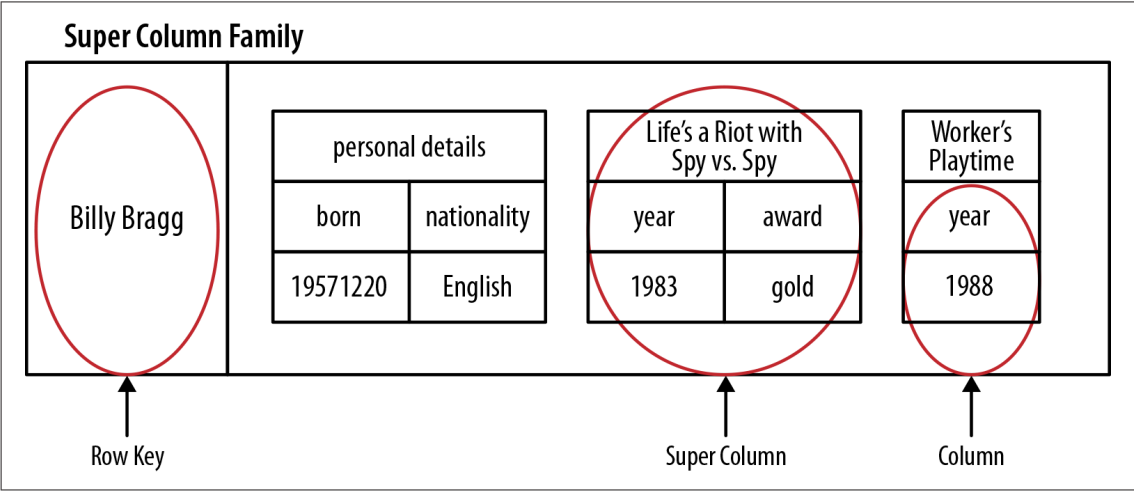 Super Column Family
Billy Bragg
personal details
born nationality
19571220 English
Life's a Riot with
Spy vs. Spy
year award
1983 gold
Worker's
Playtime
year
1988
Row Key
Super Column
Column